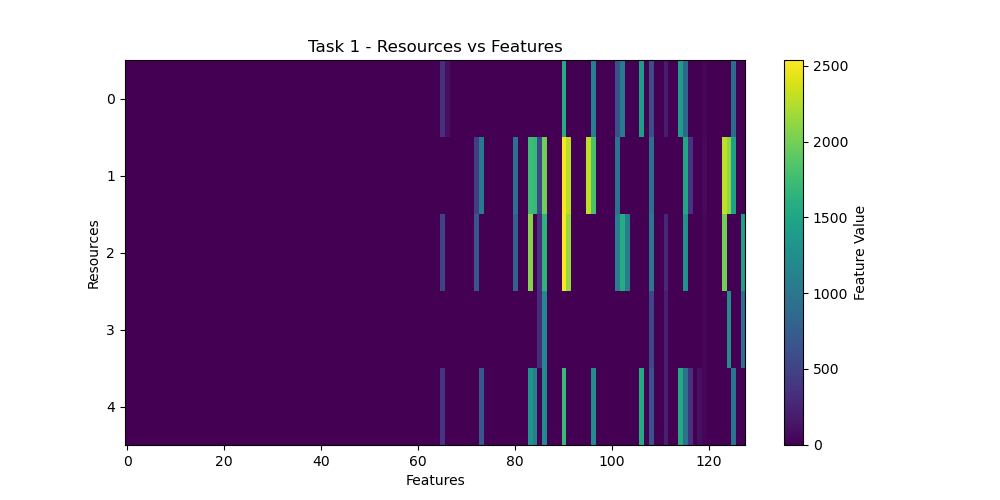 Task 1 - Resources vs Features
0
1
2
3
4
Resources
0 20 40 60 80 100 120
Features
2500
2000
1500
1000
500
0
Feature Value